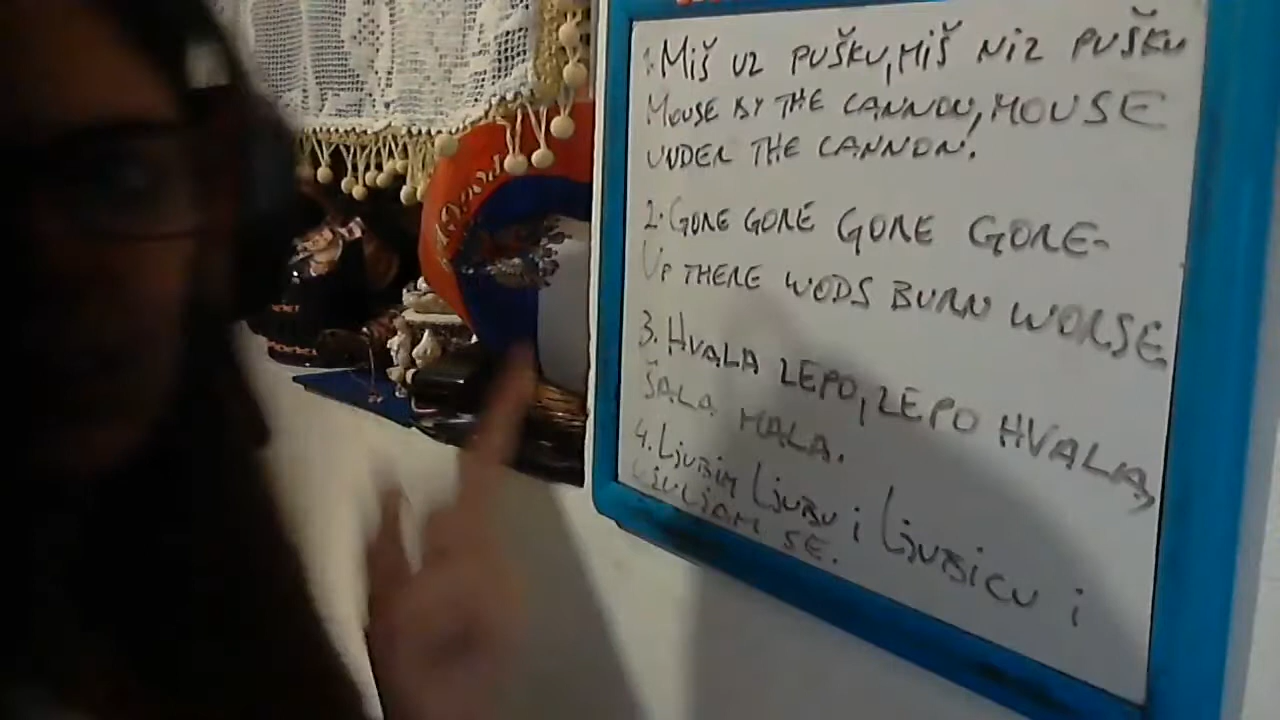 1. MIŠ UZ PUŠKU, MIŠ NIZ PUŠKU
MOUSE BY THE CANNON, MOUSE
UNDER THE CANNON.
2. GORE GORE GORE GORE-
UP THERE WODS BURN WORSE
3. HVALA LEPO, LEPO HVALA,
ŠALA MALA.
4. LJUBIM LJUBU i LJUBICU i
LJULJAM SE.